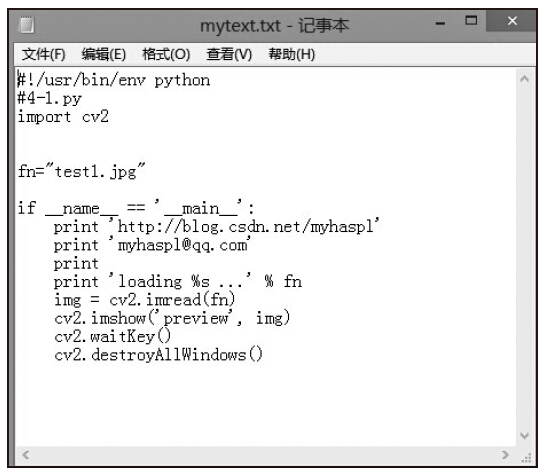 mytext.txt - 记事本
文件(F) 编辑(E) 格式(O) 查看(V) 帮助(H)
#!/usr/bin/env python
#4-1.py
import cv2
fn="test1.jpg"
if __name__ == '__main__':
    print 'http://blog.csdn.net/myhaspl'
    print 'myhaspl@qq.com'
    print
    print 'loading %s ...' % fn
    img = cv2.imread(fn)
    cv2.imshow('preview', img)
    cv2.waitKey()
    cv2.destroyAllWindows()